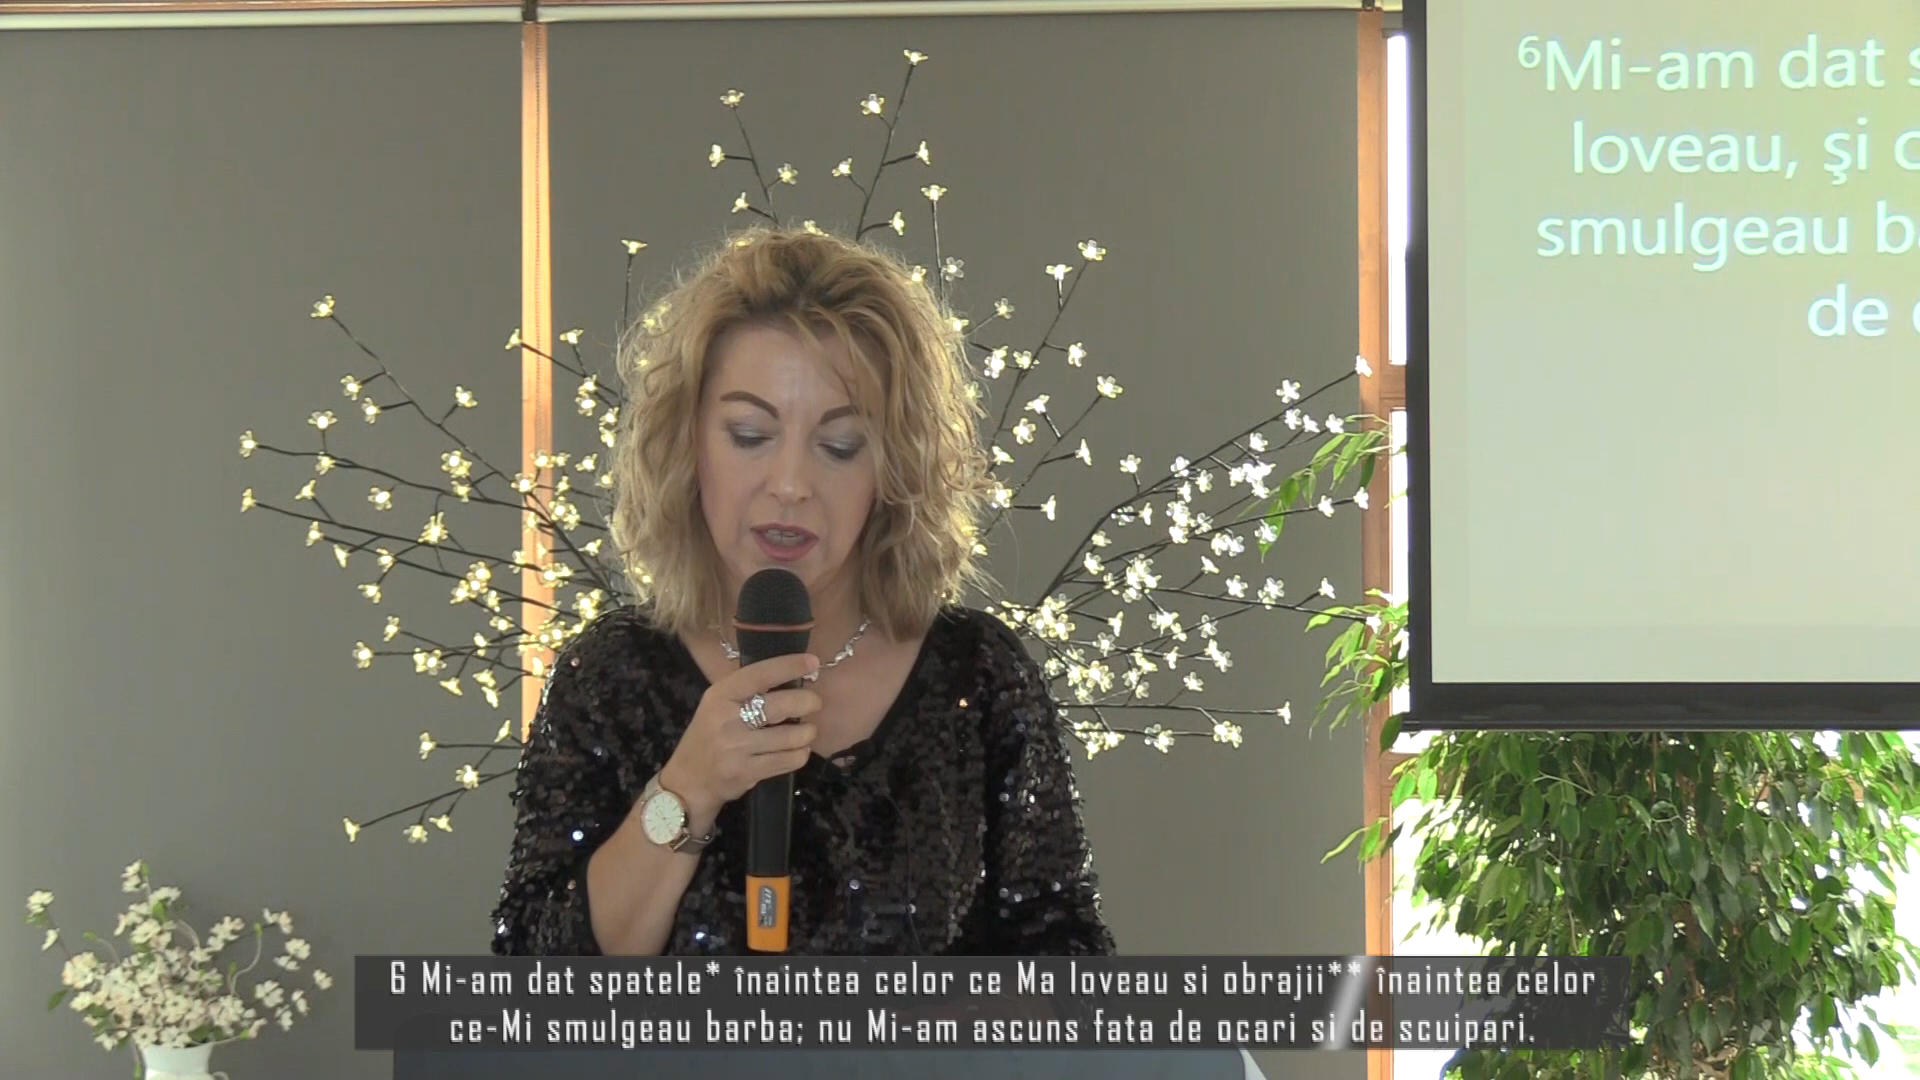 ⁶Mi-am dat
loveau, şi
smulgeau
de
6 Mi-am dat spatele* înaintea celor ce Ma loveau si obrajii** înaintea celor
ce-Mi smulgeau barba; nu Mi-am ascuns fata de ocari si de scuipari.